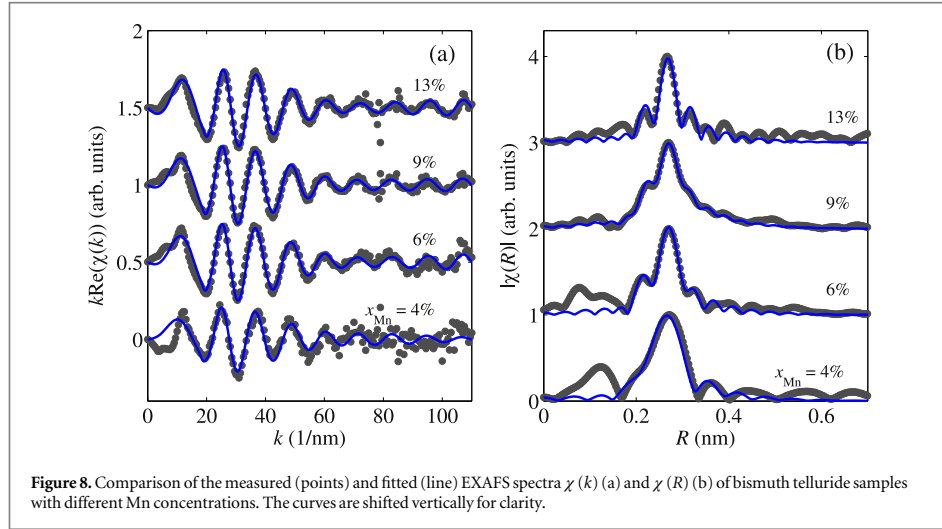 (a)
2
1.5
1
0.5
0
13%
9%
6%
xMn = 4%
0 20 40 60 80 100
k (1/nm)
kRe(χ(k)) (arb. units)
(b)
4
3
2
1
0
13%
9%
6%
xMn = 4%
0 0.2 0.4 0.6
R (nm)
|χ(R)| (arb. units)
Figure 8. Comparison of the measured (points) and fitted (line) EXAFS spectra χ (k) (a) and χ (R) (b) of bismuth telluride samples
with different Mn concentrations. The curves are shifted vertically for clarity.